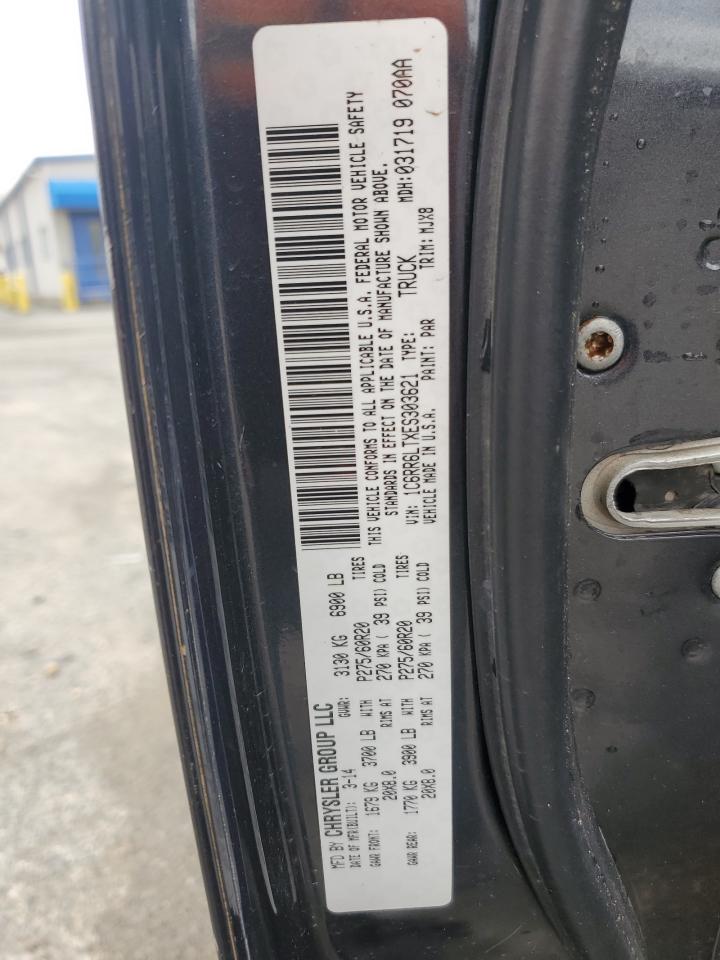 MFD BY CHRYSLER GROUP LLC
DATE OF MFR(BUILT): 3-14 GVWR: 3130 KG 6900 LB
GAWR FRONT: 1679 KG 3700 LB WITH P275/60R20 TIRES
20X8.0 RIMS AT 270 KPA ( 39 PSI) COLD
GAWR REAR: 1770 KG 3900 LB WITH P275/60R20 TIRES
20X8.0 RIMS AT 270 KPA ( 39 PSI) COLD
THIS VEHICLE CONFORMS TO ALL APPLICABLE U.S.A. FEDERAL MOTOR VEHICLE SAFETY
STANDARDS IN EFFECT ON THE DATE OF MANUFACTURE SHOWN ABOVE.
VIN: 1C6RR6LTXES303621 TYPE: TRUCK MDH:031719 070AA
VEHICLE MADE IN U.S.A. PAINT: PAR TRIM: MJX8